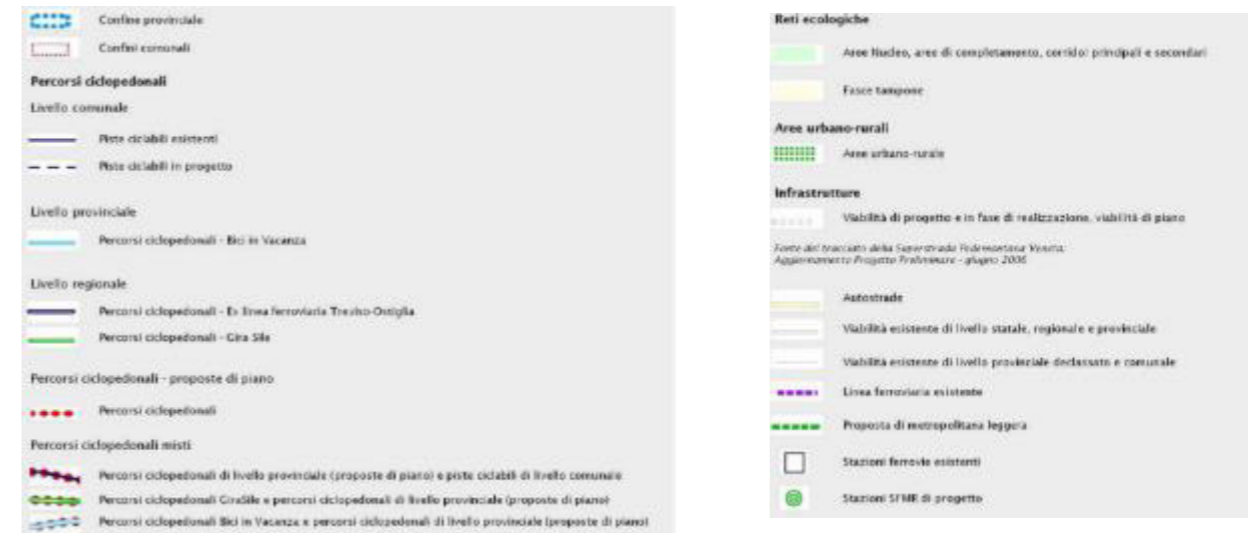 Confine provinciale
Confini comunali
Percorsi ciclopedonali
Livello comunale
Piste ciclabili esistenti
Piste ciclabili in progetto
Livello provinciale
Percorsi ciclopedonali - Bici in Vacanza
Livello regionale
Percorsi ciclopedonali - Ex linea ferroviaria Treviso-Ostiglia
Percorsi ciclopedonali - Gira Sile
Percorsi ciclopedonali - proposte di piano
Percorsi ciclopedonali
Percorsi ciclopedonali misti
Percorsi ciclopedonali di livello provinciale (proposte di piano) e piste ciclabili di livello comunale
Percorsi ciclopedonali GiraSile e percorsi ciclopedonali di livello provinciale (proposte di piano)
Percorsi ciclopedonali Bici in Vacanza e percorsi ciclopedonali di livello provinciale (proposte di piano)
Reti ecologiche
Aree Nucleo, aree di completamento, corridoi principali e secondari
Fasce tampone
Aree urbano-rurali
Aree urbano-rurale
Infrastrutture
Viabilità di progetto e in fase di realizzazione, viabilità di piano
Fonte del tracciato della Superstrada Pedemontana Veneta:
Aggiornamento Progetto Preliminare - giugno 2006
Autostrade
Viabilità esistente di livello statale, regionale e provinciale
Viabilità esistente di livello provinciale declassato e comunale
Linea ferroviaria esistente
Proposta di metropolitana leggera
Stazioni ferrovie esistenti
Stazioni SFMR di progetto